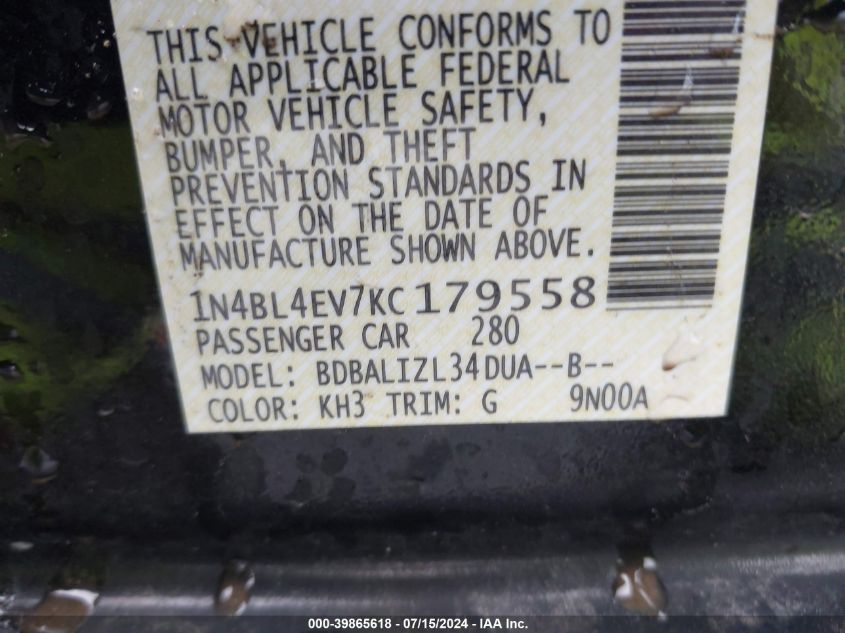 THIS VEHICLE CONFORMS TO
ALL APPLICABLE FEDERAL
MOTOR VEHICLE SAFETY,
BUMPER, AND THEFT
PREVENTION STANDARDS IN
EFFECT ON THE DATE OF
MANUFACTURE SHOWN ABOVE.
1N4BL4EV7KC179558
PASSENGER CAR 280
MODEL: BDBALIZL34DUA--B--
COLOR: KH3 TRIM: G 9N00A
000-39865618 - 07/15/2024 - IAA Inc.